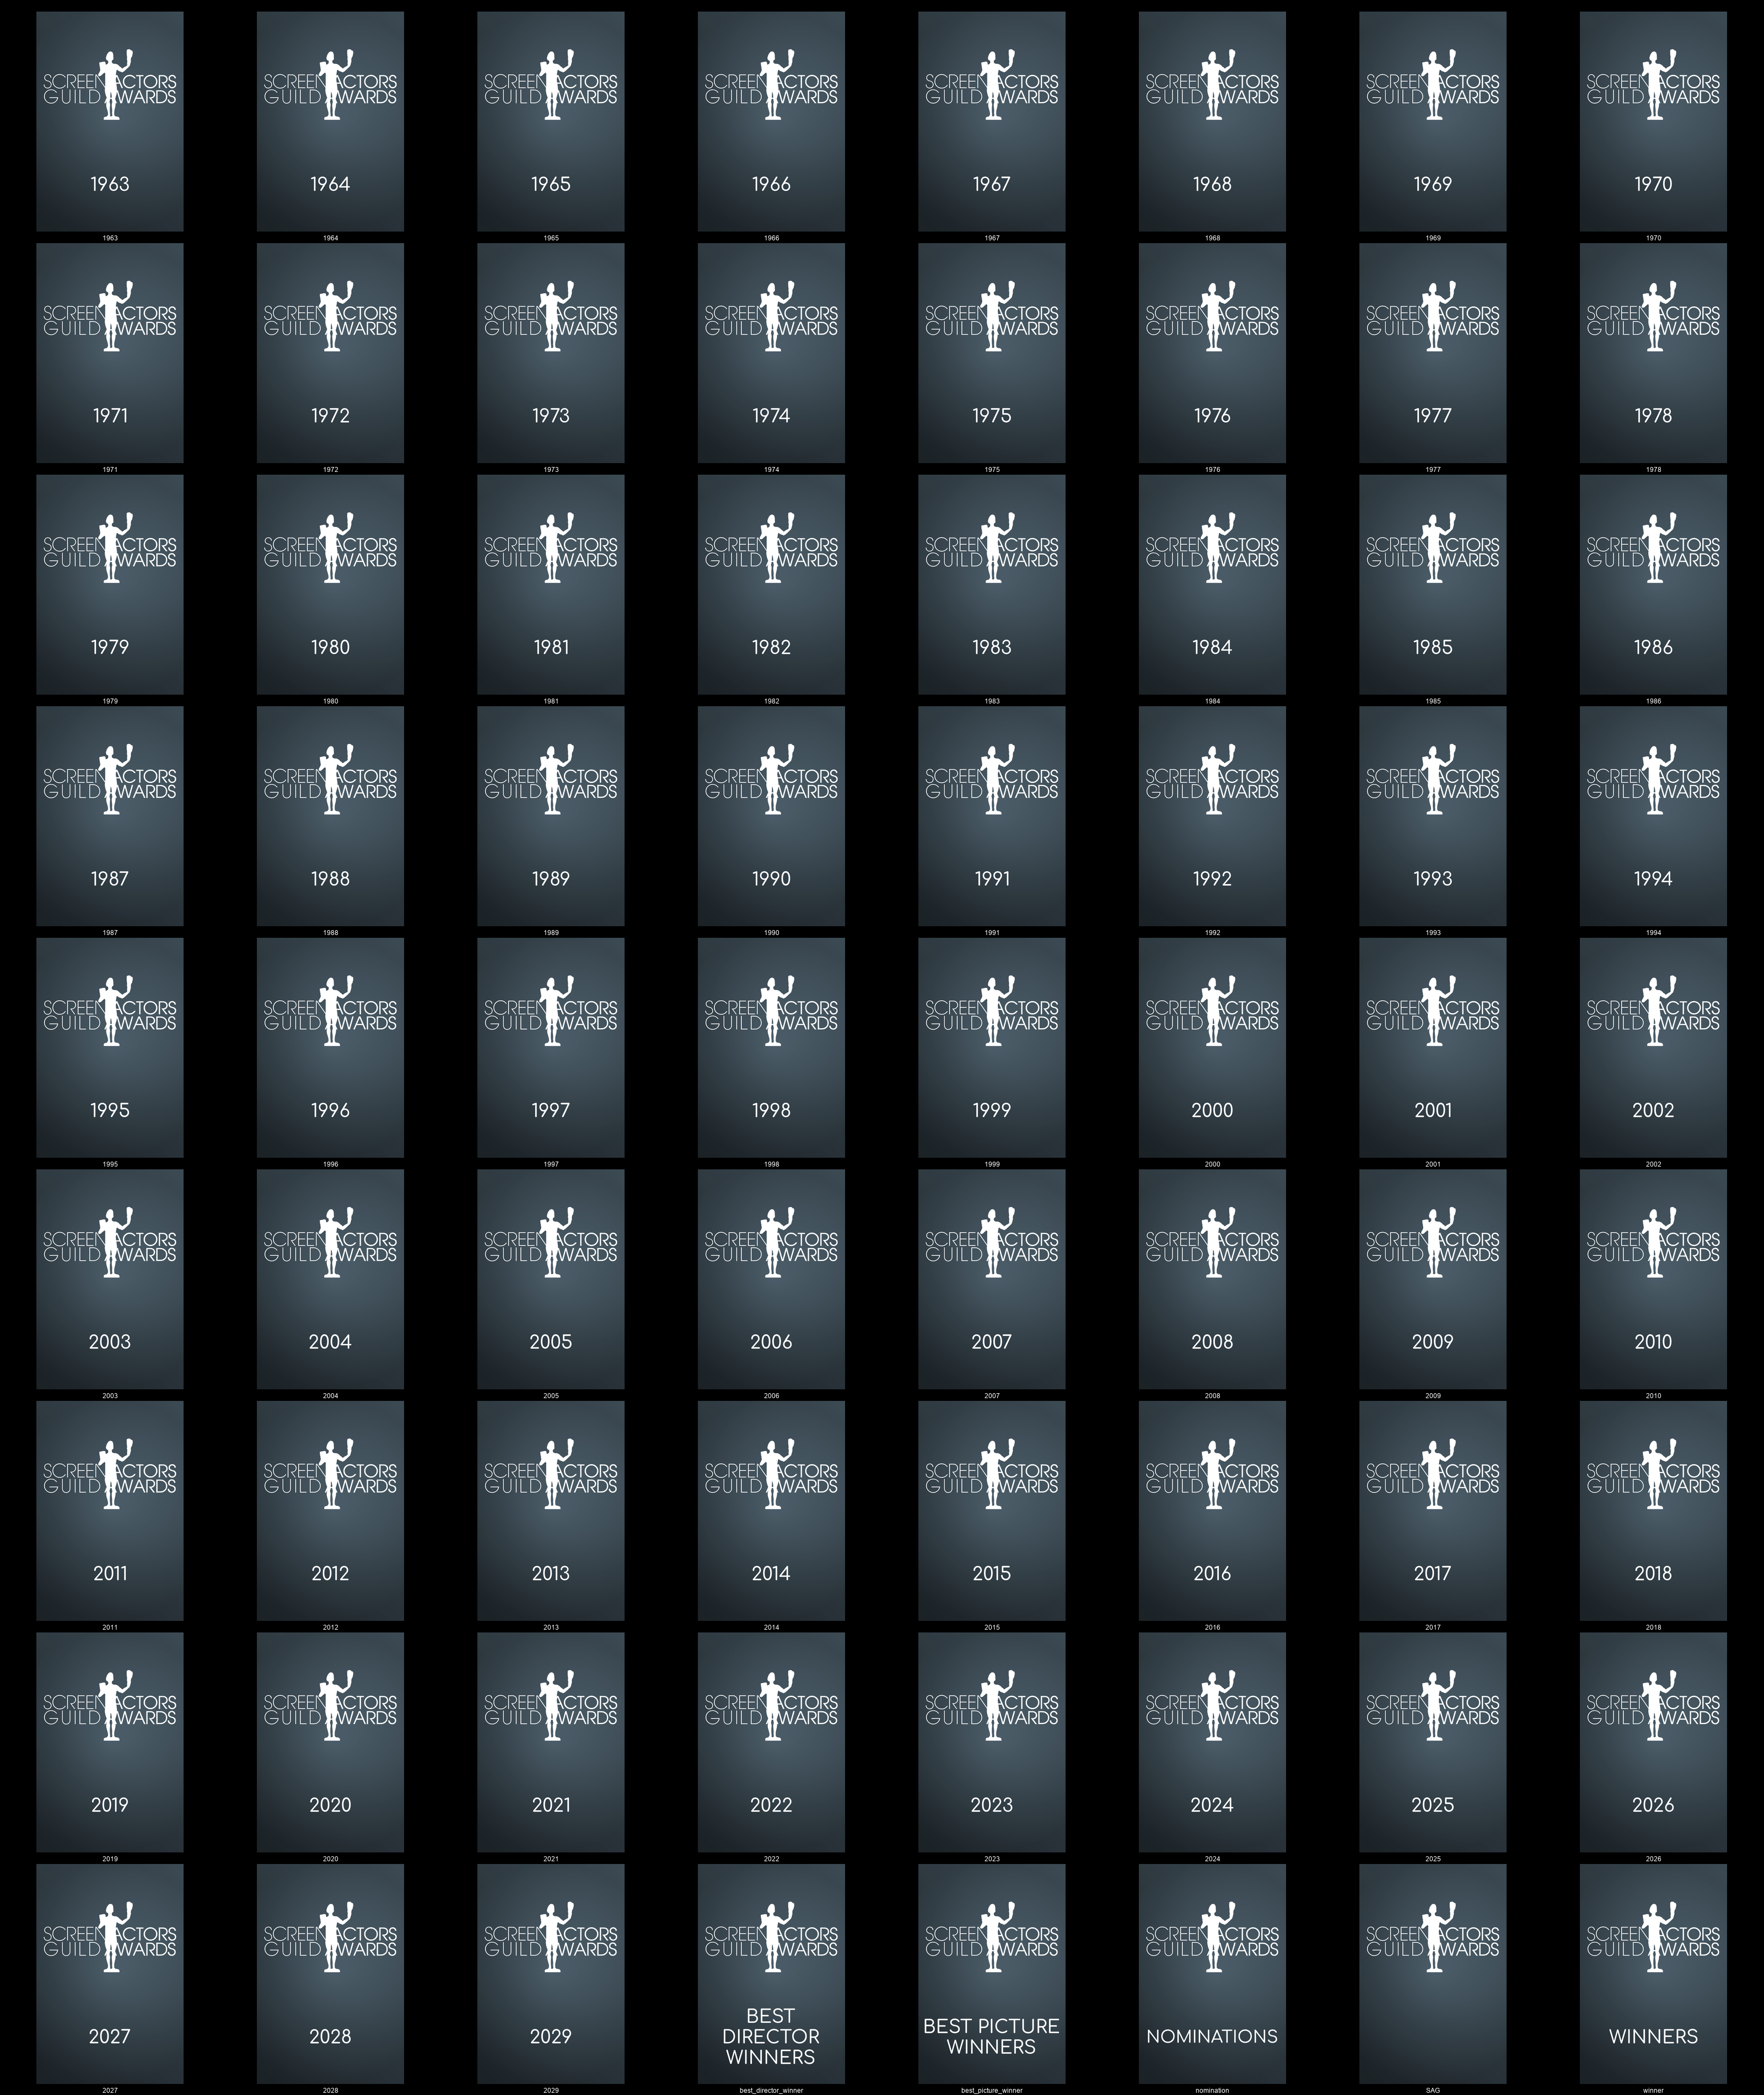 SCREEN ACTORS
GUILD AWARDS
1963
1963
SCREEN ACTORS
GUILD AWARDS
1964
1964
SCREEN ACTORS
GUILD AWARDS
1965
1965
SCREEN ACTORS
GUILD AWARDS
1966
1966
SCREEN ACTORS
GUILD AWARDS
1967
1967
SCREEN ACTORS
GUILD AWARDS
1968
1968
SCREEN ACTORS
GUILD AWARDS
1969
1969
SCREEN ACTORS
GUILD AWARDS
1970
1970
SCREEN ACTORS
GUILD AWARDS
1971
1971
SCREEN ACTORS
GUILD AWARDS
1972
1972
SCREEN ACTORS
GUILD AWARDS
1973
1973
SCREEN ACTORS
GUILD AWARDS
1974
1974
SCREEN ACTORS
GUILD AWARDS
1975
1975
SCREEN ACTORS
GUILD AWARDS
1976
1976
SCREEN ACTORS
GUILD AWARDS
1977
1977
SCREEN ACTORS
GUILD AWARDS
1978
1978
SCREEN ACTORS
GUILD AWARDS
1979
1979
SCREEN ACTORS
GUILD AWARDS
1980
1980
SCREEN ACTORS
GUILD AWARDS
1981
1981
SCREEN ACTORS
GUILD AWARDS
1982
1982
SCREEN ACTORS
GUILD AWARDS
1983
1983
SCREEN ACTORS
GUILD AWARDS
1984
1984
SCREEN ACTORS
GUILD AWARDS
1985
1985
SCREEN ACTORS
GUILD AWARDS
1986
1986
SCREEN ACTORS
GUILD AWARDS
1987
1987
SCREEN ACTORS
GUILD AWARDS
1988
1988
SCREEN ACTORS
GUILD AWARDS
1989
1989
SCREEN ACTORS
GUILD AWARDS
1990
1990
SCREEN ACTORS
GUILD AWARDS
1991
1991
SCREEN ACTORS
GUILD AWARDS
1992
1992
SCREEN ACTORS
GUILD AWARDS
1993
1993
SCREEN ACTORS
GUILD AWARDS
1994
1994
SCREEN ACTORS
GUILD AWARDS
1995
1995
SCREEN ACTORS
GUILD AWARDS
1996
1996
SCREEN ACTORS
GUILD AWARDS
1997
1997
SCREEN ACTORS
GUILD AWARDS
1998
1998
SCREEN ACTORS
GUILD AWARDS
1999
1999
SCREEN ACTORS
GUILD AWARDS
2000
2000
SCREEN ACTORS
GUILD AWARDS
2001
2001
SCREEN ACTORS
GUILD AWARDS
2002
2002
SCREEN ACTORS
GUILD AWARDS
2003
2003
SCREEN ACTORS
GUILD AWARDS
2004
2004
SCREEN ACTORS
GUILD AWARDS
2005
2005
SCREEN ACTORS
GUILD AWARDS
2006
2006
SCREEN ACTORS
GUILD AWARDS
2007
2007
SCREEN ACTORS
GUILD AWARDS
2008
2008
SCREEN ACTORS
GUILD AWARDS
2009
2009
SCREEN ACTORS
GUILD AWARDS
2010
2010
SCREEN ACTORS
GUILD AWARDS
2011
2011
SCREEN ACTORS
GUILD AWARDS
2012
2012
SCREEN ACTORS
GUILD AWARDS
2013
2013
SCREEN ACTORS
GUILD AWARDS
2014
2014
SCREEN ACTORS
GUILD AWARDS
2015
2015
SCREEN ACTORS
GUILD AWARDS
2016
2016
SCREEN ACTORS
GUILD AWARDS
2017
2017
SCREEN ACTORS
GUILD AWARDS
2018
2018
SCREEN ACTORS
GUILD AWARDS
2019
2019
SCREEN ACTORS
GUILD AWARDS
2020
2020
SCREEN ACTORS
GUILD AWARDS
2021
2021
SCREEN ACTORS
GUILD AWARDS
2022
2022
SCREEN ACTORS
GUILD AWARDS
2023
2023
SCREEN ACTORS
GUILD AWARDS
2024
2024
SCREEN ACTORS
GUILD AWARDS
2025
2025
SCREEN ACTORS
GUILD AWARDS
2026
2026
SCREEN ACTORS
GUILD AWARDS
2027
2027
SCREEN ACTORS
GUILD AWARDS
2028
2028
SCREEN ACTORS
GUILD AWARDS
2029
2029
SCREEN ACTORS
GUILD AWARDS
BEST
DIRECTOR
WINNERS
best_director_winner
SCREEN ACTORS
GUILD AWARDS
BEST PICTURE
WINNERS
best_picture_winner
SCREEN ACTORS
GUILD AWARDS
NOMINATIONS
nomination
SCREEN ACTORS
GUILD AWARDS
SAG
SCREEN ACTORS
GUILD AWARDS
WINNERS
winner